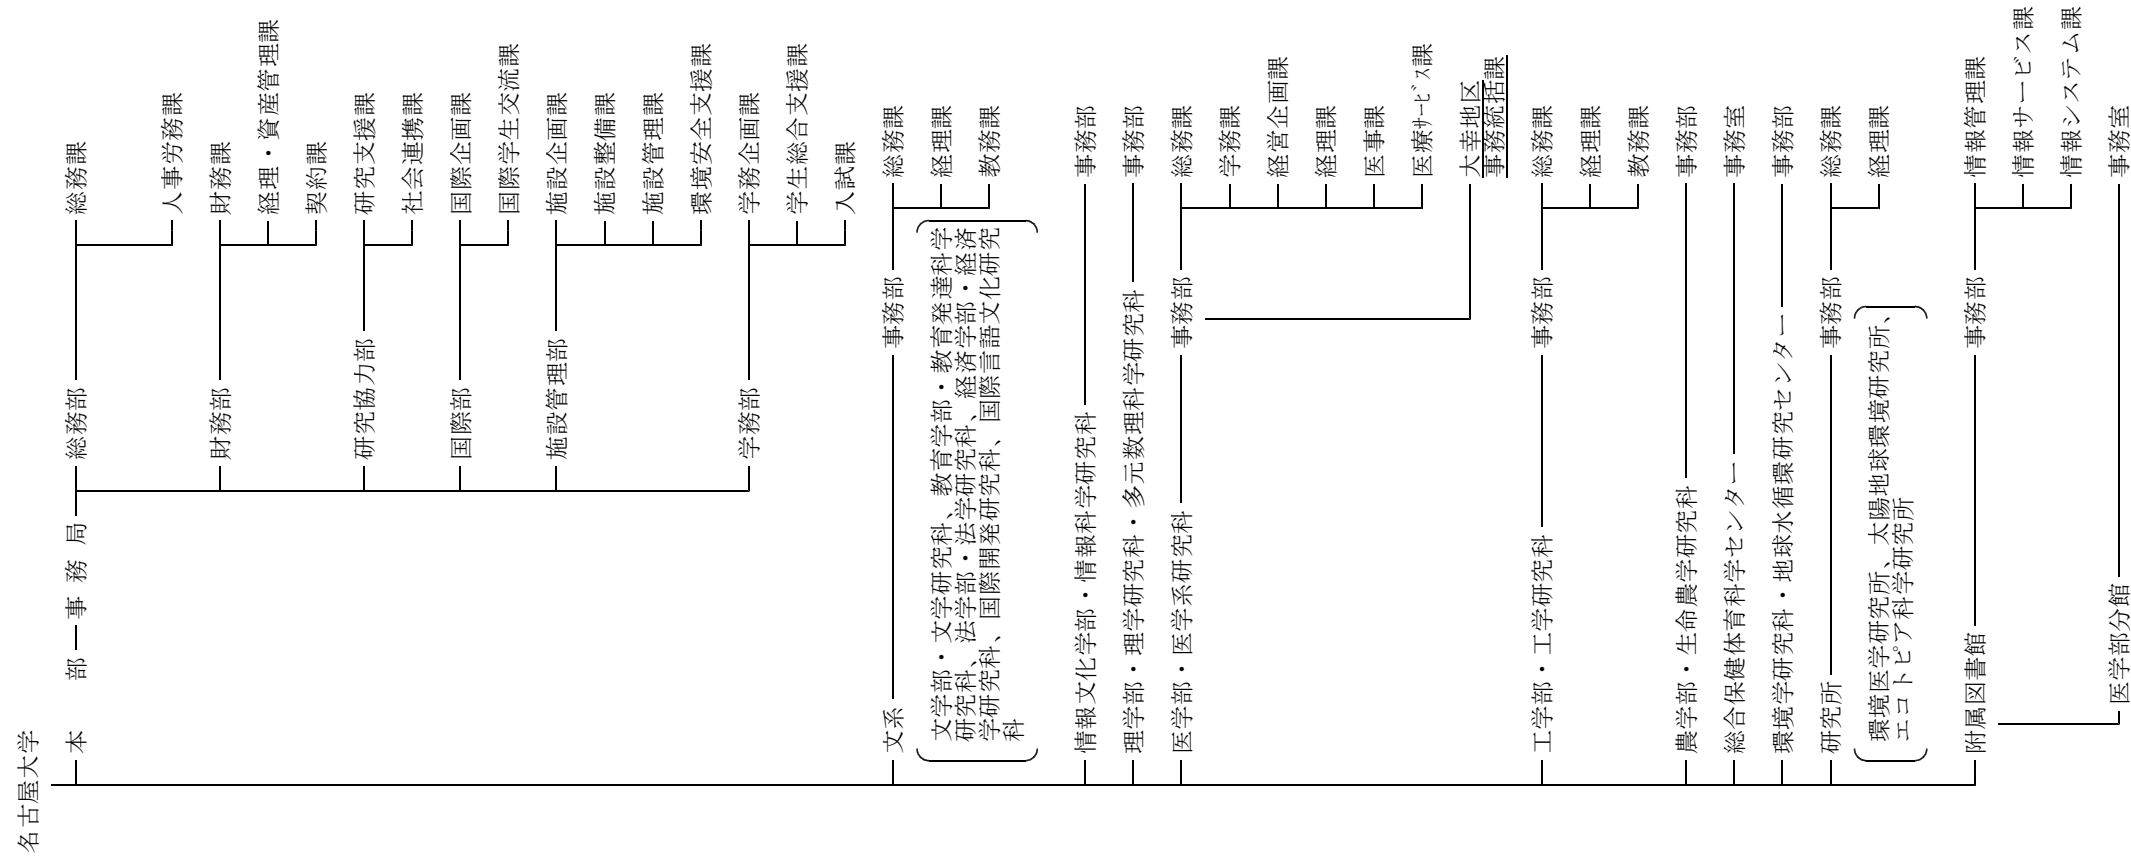 名古屋大学
本　　部
事　務　局
総務部
総務課
人事労務課
財務部
財務課
経理・資産管理課
契約課
研究協力部
研究支援課
社会連携課
国際部
国際企画課
国際学生交流課
施設管理部
施設企画課
施設整備課
施設管理課
環境安全支援課
学務部
学務企画課
学生総合支援課
入試課
文系
事務部
総務課
経理課
教務課
文学部・文学研究科、教育学部・教育発達科学
研究科、法学部・法学研究科、経済学部・経済
学研究科、国際開発研究科、国際言語文化研究
科
情報文化学部・情報科学研究科
事務部
理学部・理学研究科・多元数理科学研究科
事務部
医学部・医学系研究科
事務部
総務課
学務課
経営企画課
経理課
医事課
医療ｻｰﾋﾞｽ課
大幸地区
事務統括課
工学部・工学研究科
事務部
総務課
経理課
教務課
農学部・生命農学研究科
事務部
総合保健体育科学センター
事務室
環境学研究科・地球水循環研究センター
事務部
研究所
事務部
総務課
経理課
環境医学研究所、太陽地球環境研究所、
エコトピア科学研究所
附属図書館
事務部
情報管理課
情報サービス課
情報システム課
医学部分館
事務室